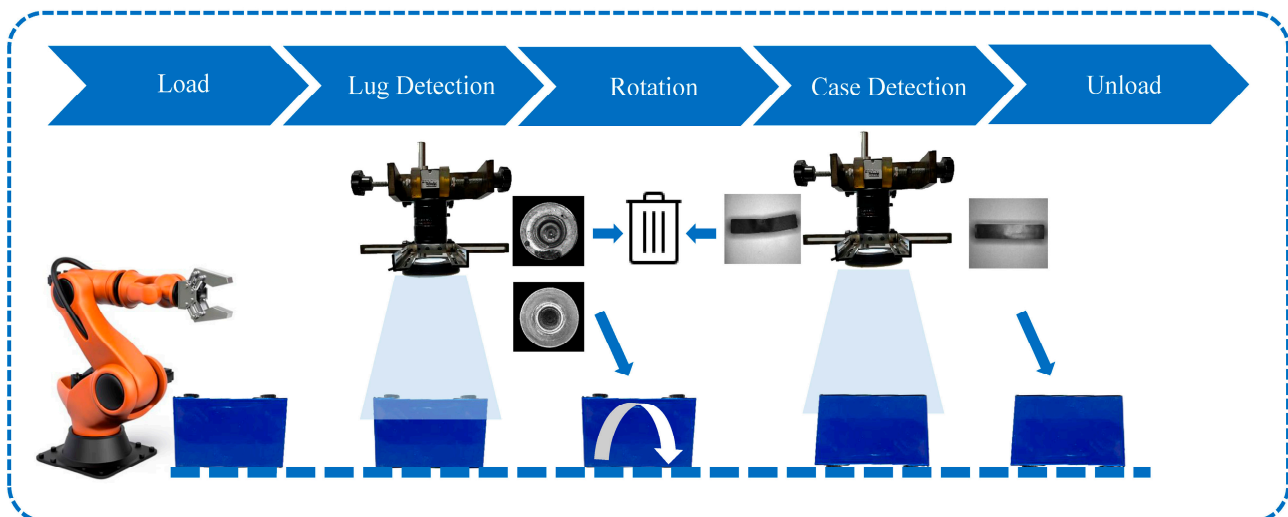 Load
Lug Detection
Rotation
Case Detection
Unload